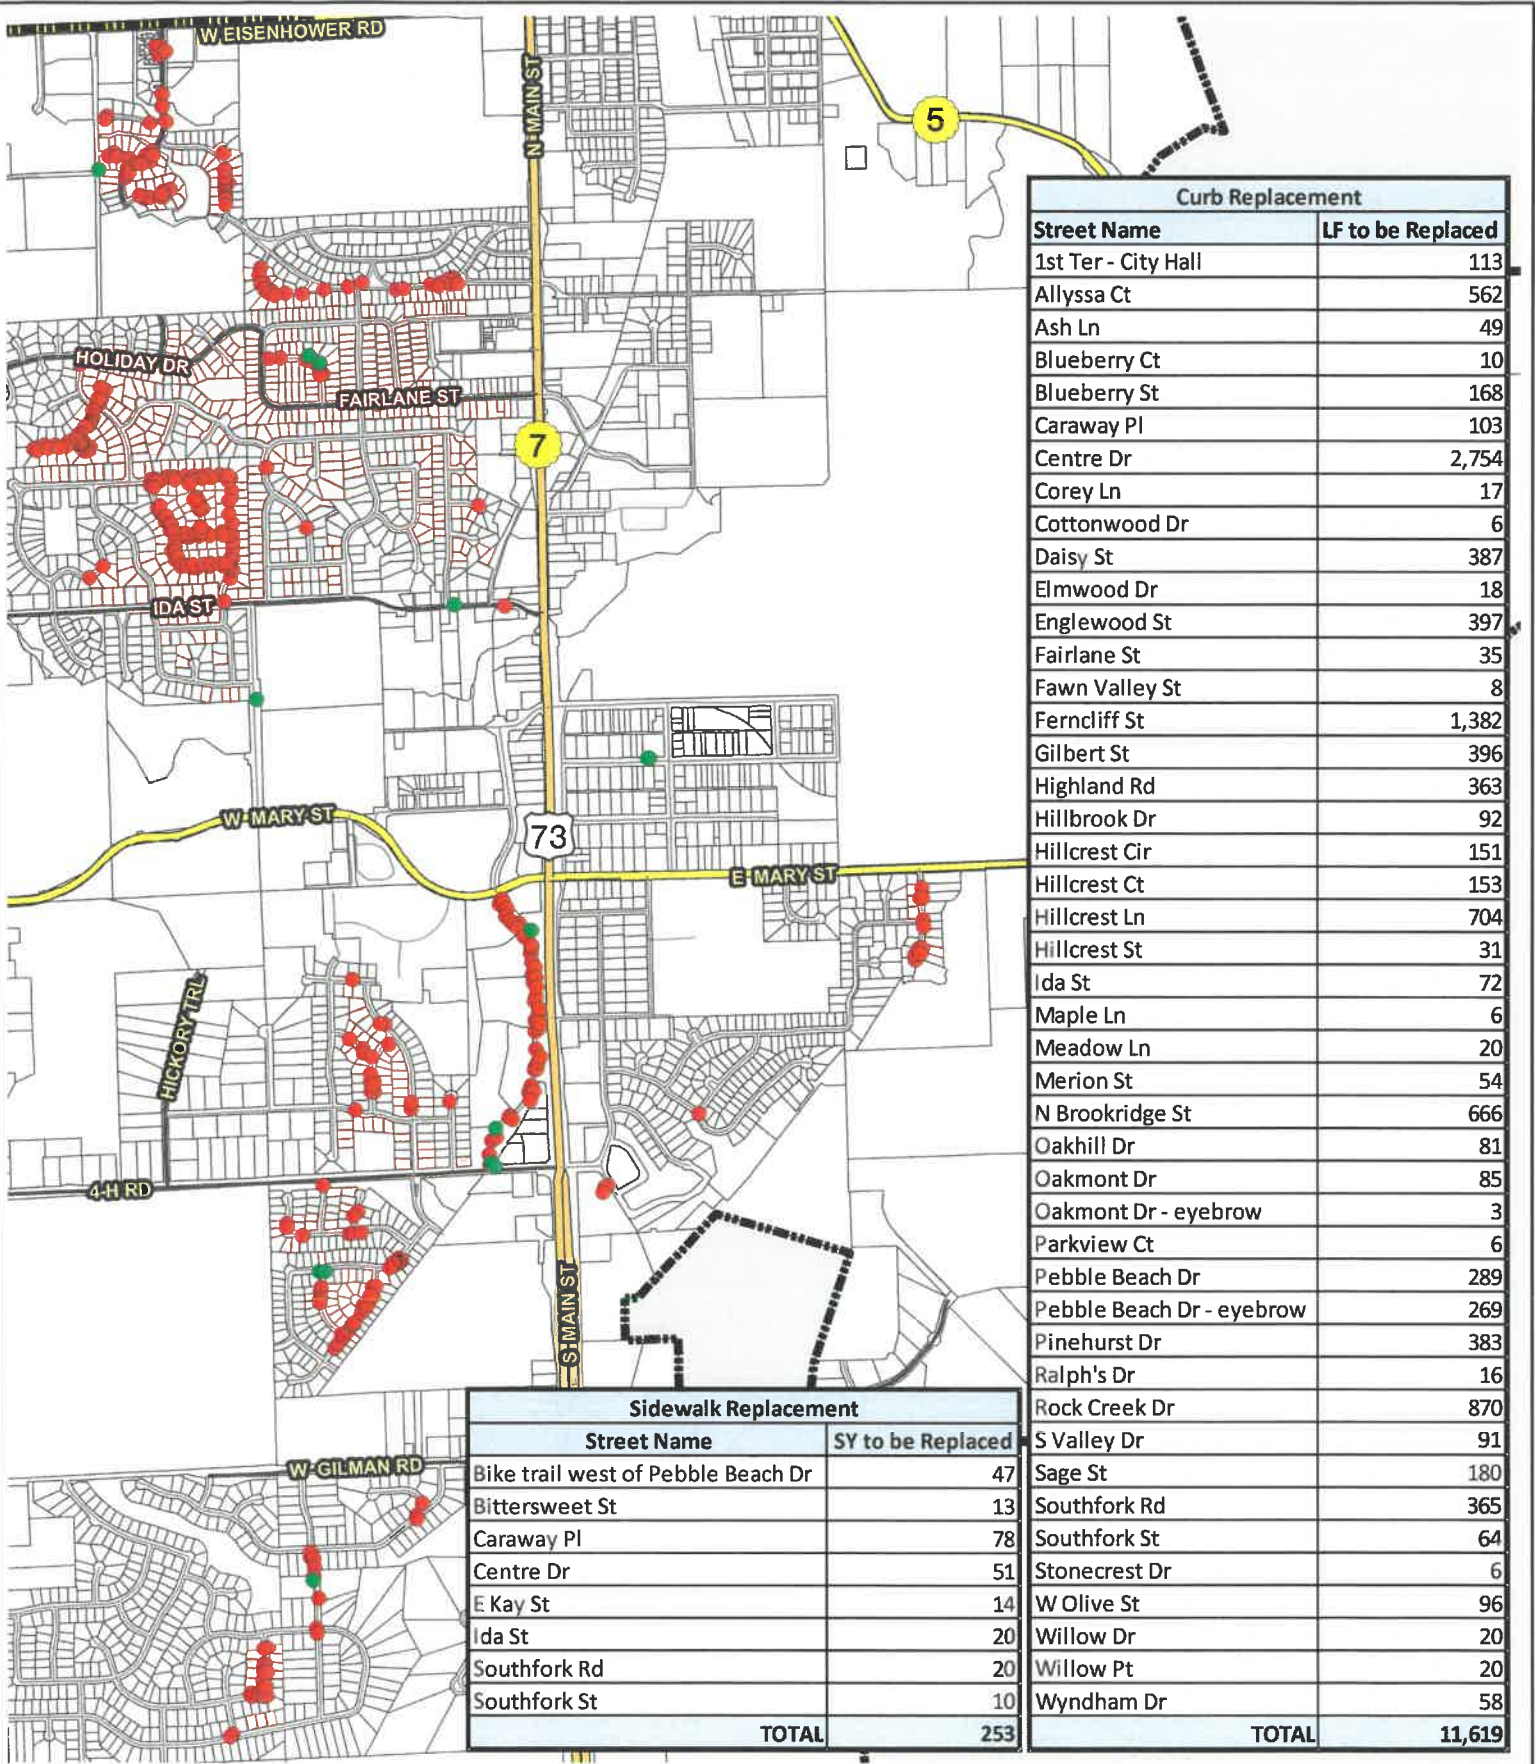 W EISENHOWER RD
N MAIN ST
5
HOLIDAY DR
FAIRLANE ST
7
IDA ST
W MARY ST
73
E MARY ST
HICKORY TRL
4-H RD
S MAIN ST
W GILMAN RD
Curb Replacement
Street Name LF to be Replaced
1st Ter - City Hall 113
Allyssa Ct 562
Ash Ln 49
Blueberry Ct 10
Blueberry St 168
Caraway Pl 103
Centre Dr 2,754
Corey Ln 17
Cottonwood Dr 6
Daisy St 387
Elmwood Dr 18
Englewood St 397
Fairlane St 35
Fawn Valley St 8
Ferncliff St 1,382
Gilbert St 396
Highland Rd 363
Hillbrook Dr 92
Hillcrest Cir 151
Hillcrest Ct 153
Hillcrest Ln 704
Hillcrest St 31
Ida St 72
Maple Ln 6
Meadow Ln 20
Merion St 54
N Brookridge St 666
Oakhill Dr 81
Oakmont Dr 85
Oakmont Dr - eyebrow 3
Parkview Ct 6
Pebble Beach Dr 289
Pebble Beach Dr - eyebrow 269
Pinehurst Dr 383
Ralph's Dr 16
Rock Creek Dr 870
S Valley Dr 91
Sage St 180
Southfork Rd 365
Southfork St 64
Stonecrest Dr 6
W Olive St 96
Willow Dr 20
Willow Pt 20
Wyndham Dr 58
TOTAL 11,619
Sidewalk Replacement
Street Name SY to be Replaced
Bike trail west of Pebble Beach Dr 47
Bittersweet St 13
Caraway Pl 78
Centre Dr 51
E Kay St 14
Ida St 20
Southfork Rd 20
Southfork St 10
TOTAL 253